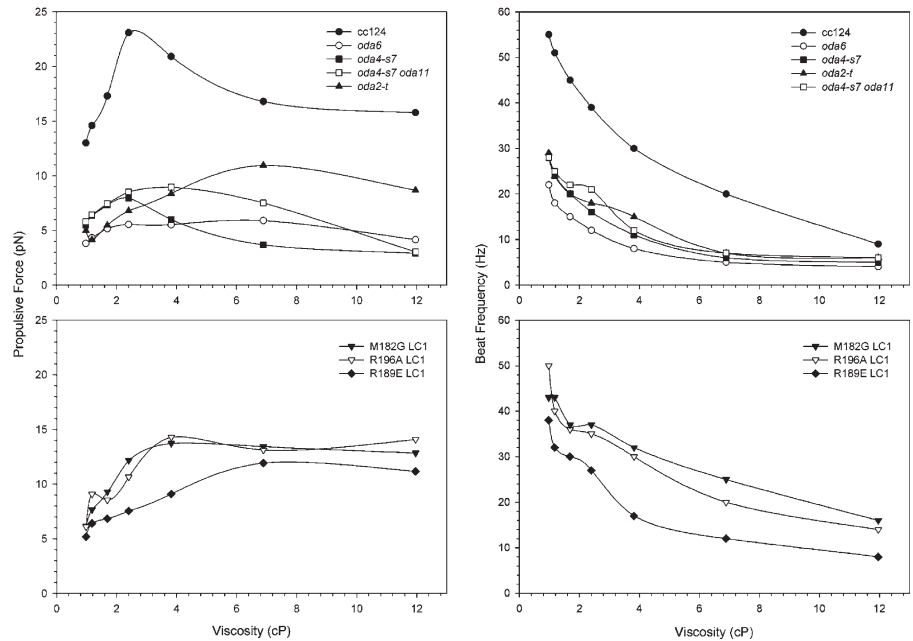 25
20
15
10
5
0
0
2
4
6
8
10
12
cc124
oda6
oda4-s7
oda4-s7 oda11
oda2-t
60
50
40
30
20
10
0
0
2
4
6
8
10
12
cc124
oda6
oda4-s7
oda2-t
oda4-s7 oda11
Propulsive Force (pN)
Beat Frequency (Hz)
25
20
15
10
5
0
0
2
4
6
8
10
12
M182G LC1
R196A LC1
R189E LC1
Viscosity (cP)
60
50
40
30
20
10
0
0
2
4
6
8
10
12
M182G LC1
R196A LC1
R189E LC1
Viscosity (cP)